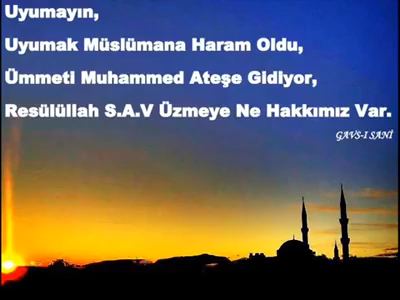 Uyumayın,
Uyumak Müslümana Haram Oldu,
Ümmeti Muhammed Ateşe Gidiyor,
Resülüllah S.A.V Üzmeye Ne Hakkımız Var.
GAVS-I SANİ